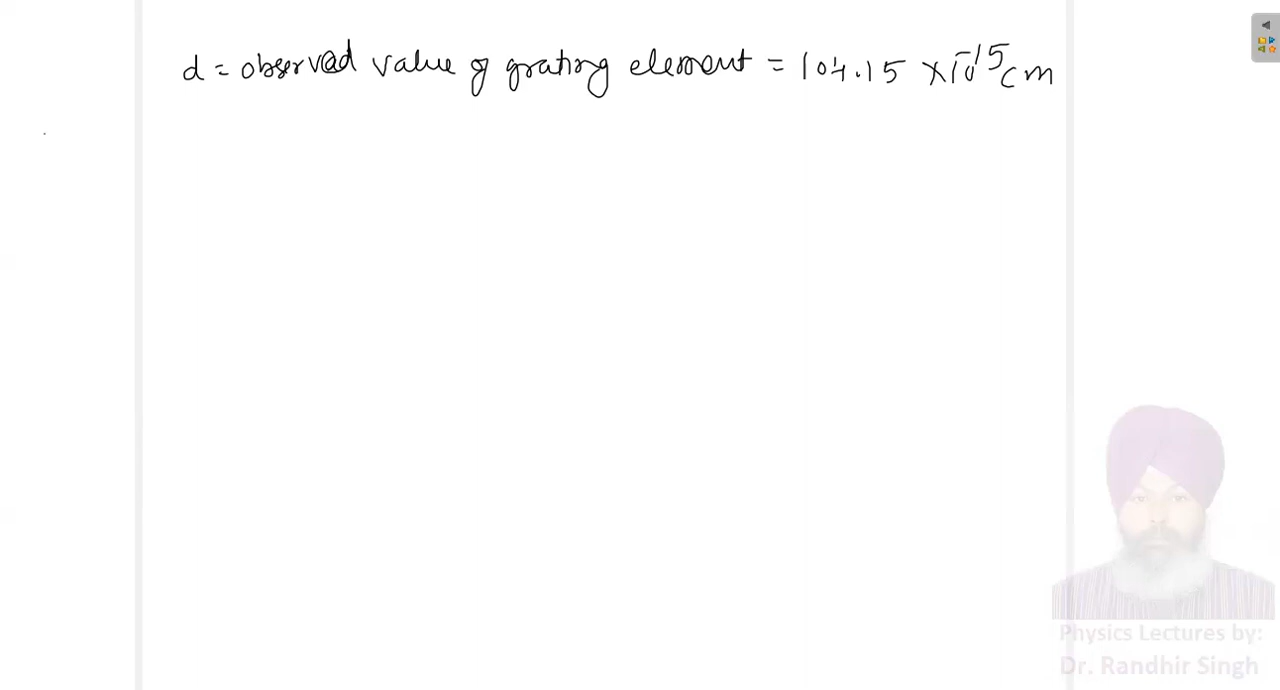 d = observed value of grating element = 104.15 × 10⁻⁵ cm
Physics Lectures by:
Dr. Randhir Singh